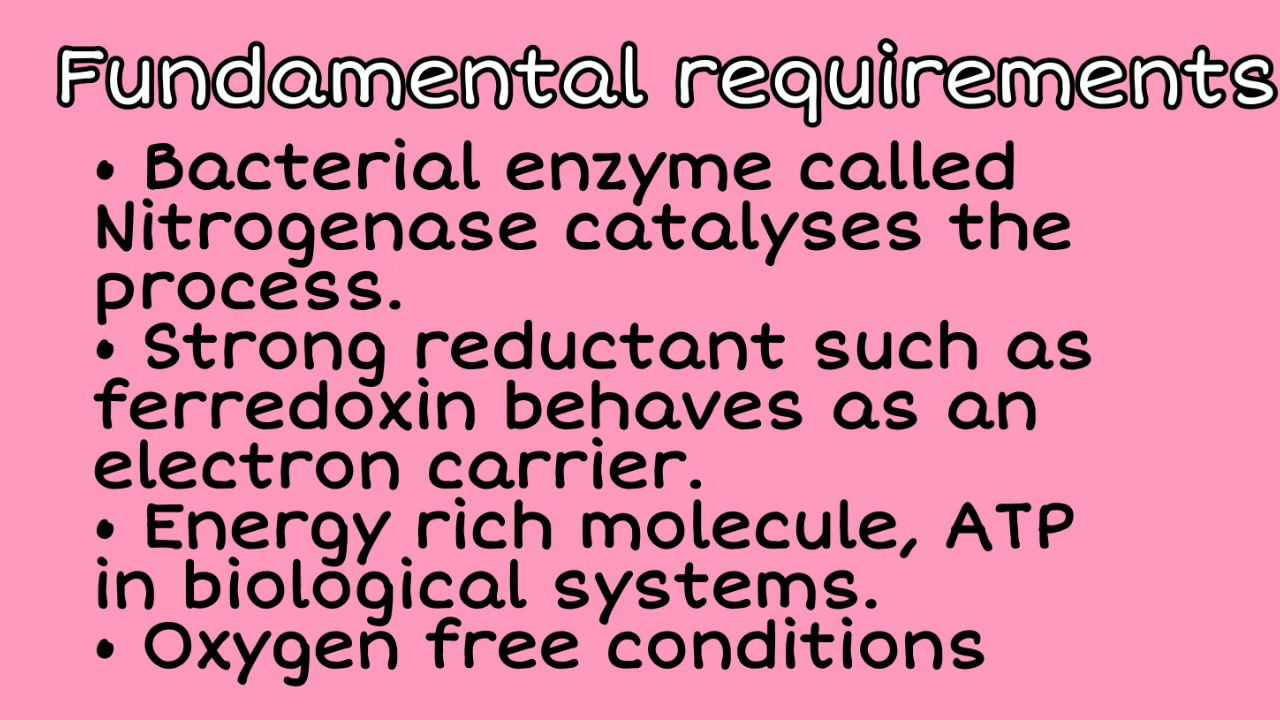 Fundamental requirements
• Bacterial enzyme called
Nitrogenase catalyses the
process.
• Strong reductant such as
ferredoxin behaves as an
electron carrier.
• Energy rich molecule, ATP
in biological systems.
• Oxygen free conditions